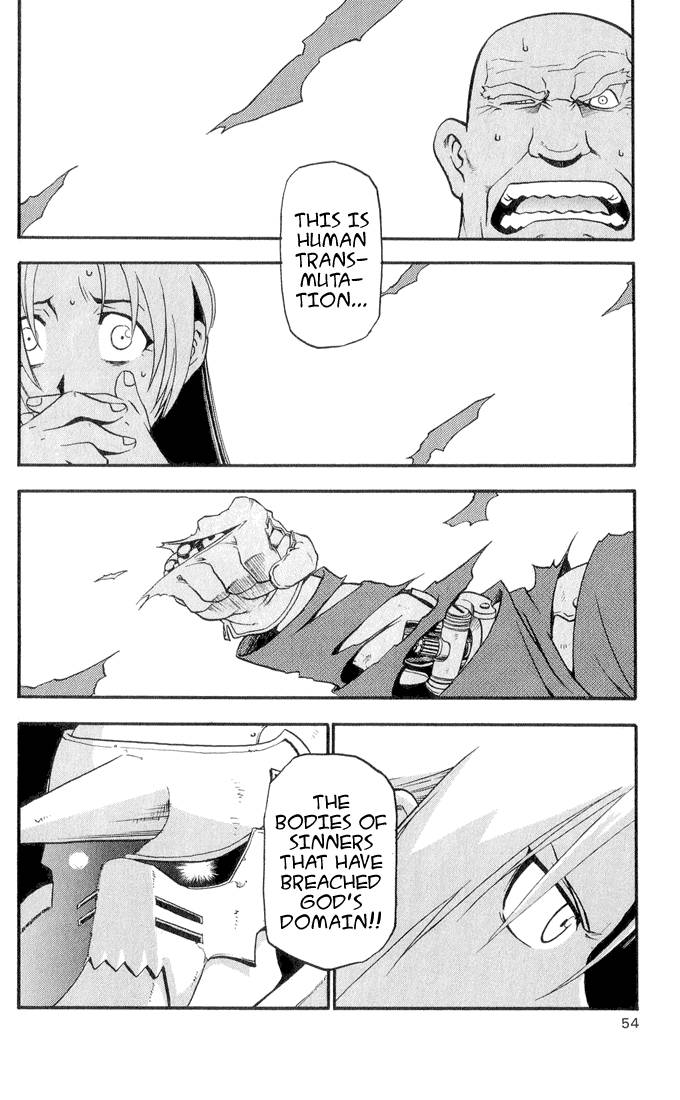 THIS IS
HUMAN
TRANS-
MUTA-
TION...
THE
BODIES OF
SINNERS
THAT HAVE
BREACHED
GOD'S
DOMAIN!!
54